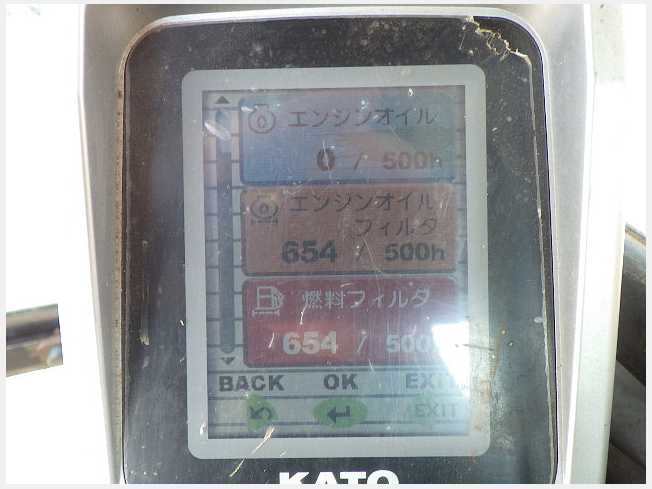 エンジンオイル
0 / 500h
エンジンオイル
フィルタ
654 / 500h
燃料フィルタ
654 / 500h
BACK OK EXIT
EXIT
KATO